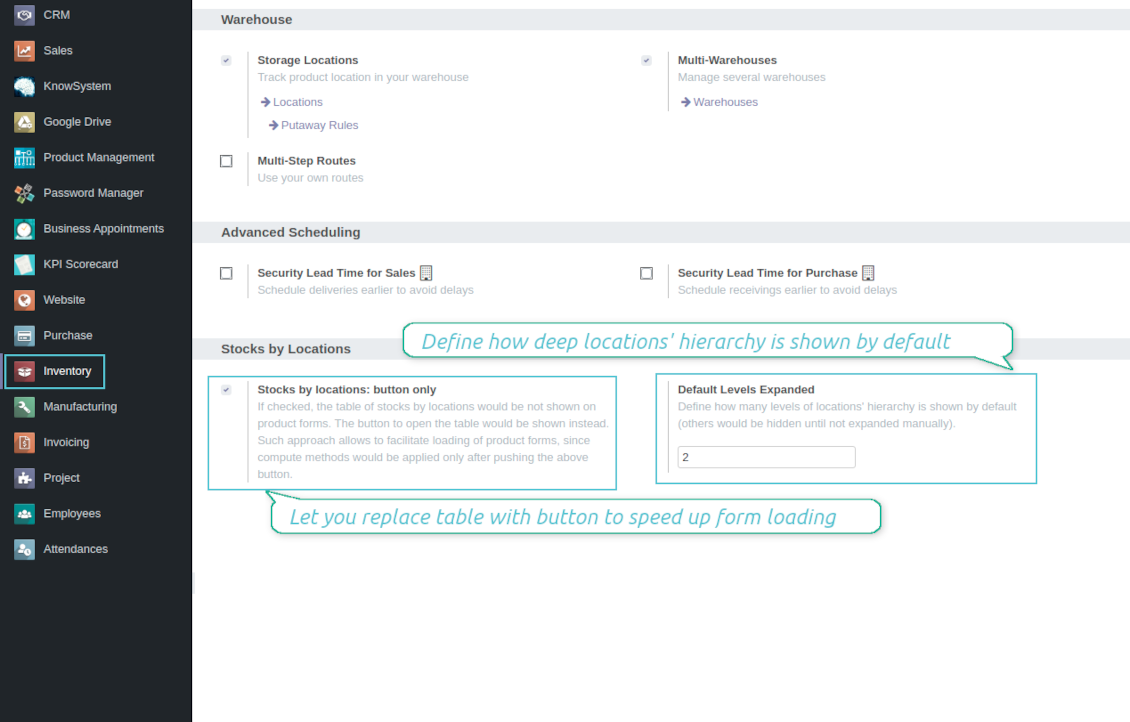 CRM
Sales
KnowSystem
Google Drive
Product Management
Password Manager
Business Appointments
KPI Scorecard
Website
Purchase
Inventory
Manufacturing
Invoicing
Project
Employees
Attendances
Warehouse
Storage Locations
Track product location in your warehouse
Locations
Putaway Rules
Multi-Warehouses
Manage several warehouses
Warehouses
Multi-Step Routes
Use your own routes
Advanced Scheduling
Security Lead Time for Sales
Schedule deliveries earlier to avoid delays
Security Lead Time for Purchase
Schedule receivings earlier to avoid delays
Define how deep locations' hierarchy is shown by default
Stocks by Locations
Stocks by locations: button only
If checked, the table of stocks by locations would be not shown on
product forms. The button to open the table would be shown instead.
Such approach allows to facilitate loading of product forms, since
compute methods would be applied only after pushing the above
button.
Default Levels Expanded
Define how many levels of locations' hierarchy is shown by default
(others would be hidden until not expanded manually).
2
Let you replace table with button to speed up form loading